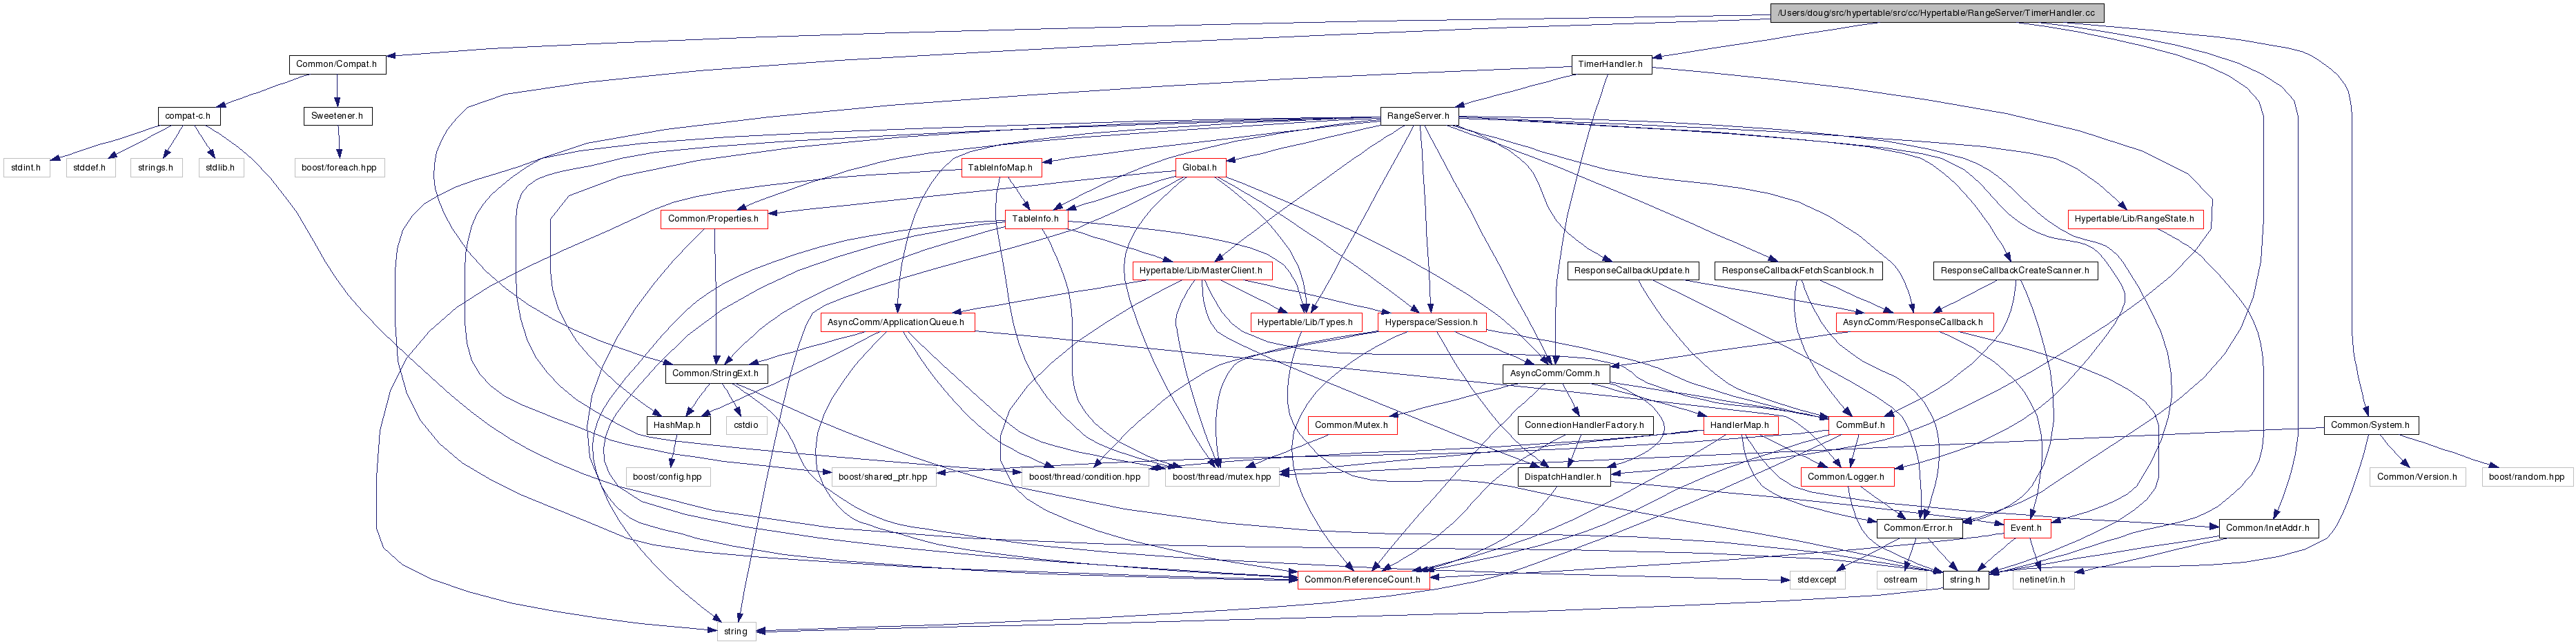 /Users/doug/src/hypertable/src/cc/Hypertable/RangeServer/TimerHandler.cc
Common/Compat.h
TimerHandler.h
compat-c.h
Sweetener.h
RangeServer.h
stdint.h
stddef.h
strings.h
stdlib.h
boost/foreach.hpp
TableInfoMap.h
Global.h
Common/Properties.h
TableInfo.h
Hypertable/Lib/RangeState.h
Hypertable/Lib/MasterClient.h
ResponseCallbackUpdate.h
ResponseCallbackFetchScanblock.h
ResponseCallbackCreateScanner.h
AsyncComm/ApplicationQueue.h
Hypertable/Lib/Types.h
Hyperspace/Session.h
AsyncComm/ResponseCallback.h
Common/StringExt.h
AsyncComm/Comm.h
HashMap.h
cstdio
Common/Mutex.h
ConnectionHandlerFactory.h
HandlerMap.h
CommBuf.h
Common/System.h
boost/config.hpp
boost/shared_ptr.hpp
boost/thread/condition.hpp
boost/thread/mutex.hpp
DispatchHandler.h
Common/Logger.h
Common/Version.h
boost/random.hpp
Common/Error.h
Event.h
Common/InetAddr.h
Common/ReferenceCount.h
stdexcept
ostream
string.h
netinet/in.h
string